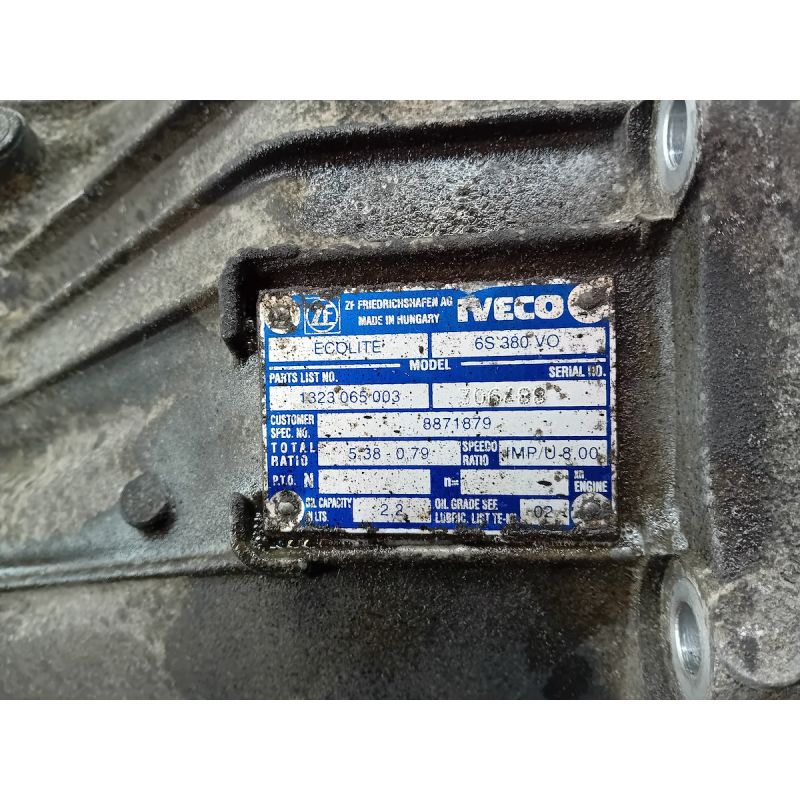 ZF FRIEDRICHSHAFEN AG IVECO
ZF MADE IN HUNGARY
ECOLITE 6S 380 VO
MODEL
PARTS LIST NO. SERIAL NO.
1323 065 003
CUSTOMER SPEC. NO. 8871879
TOTAL RATIO 5,38 - 0,79 SPEEDO RATIO IMP/U 8,00
P.T.O. N n= x n ENGINE
OIL CAPACITY IN LTS. 2,2 OIL GRADE SEE LUBRIC. LIST TE-ML 02